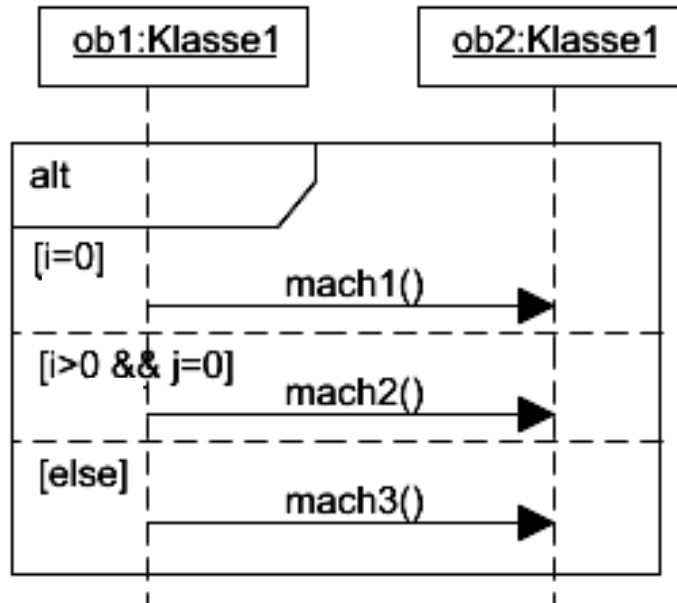 ob1:Klasse1 ob2:Klasse1
alt
[i=0]
mach1()
[i>0 && j=0]
mach2()
[else]
mach3()